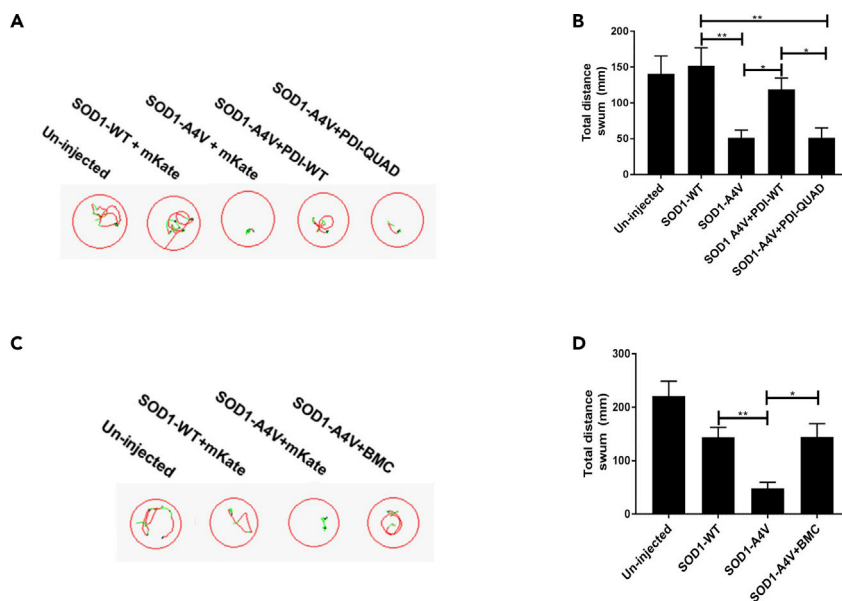 A
Un-injected
SOD1-WT + mKate
SOD1-A4V + mKate
SOD1-A4V+PDI-WT
SOD1-A4V+PDI-QUAD
B
Total distance
swum (mm)
200
150
100
50
0
**
**
*
*
Un-injected
SOD1-WT
SOD1-A4V
SOD1 A4V+PDI-WT
SOD1-A4V+PDI-QUAD
C
Un-injected
SOD1-WT+mKate
SOD1-A4V+mKate
SOD1-A4V+BMC
D
Total distance
swum (mm)
300
200
100
0
**
*
Un-injected
SOD1-WT
SOD1-A4V
SOD1-A4V+BMC